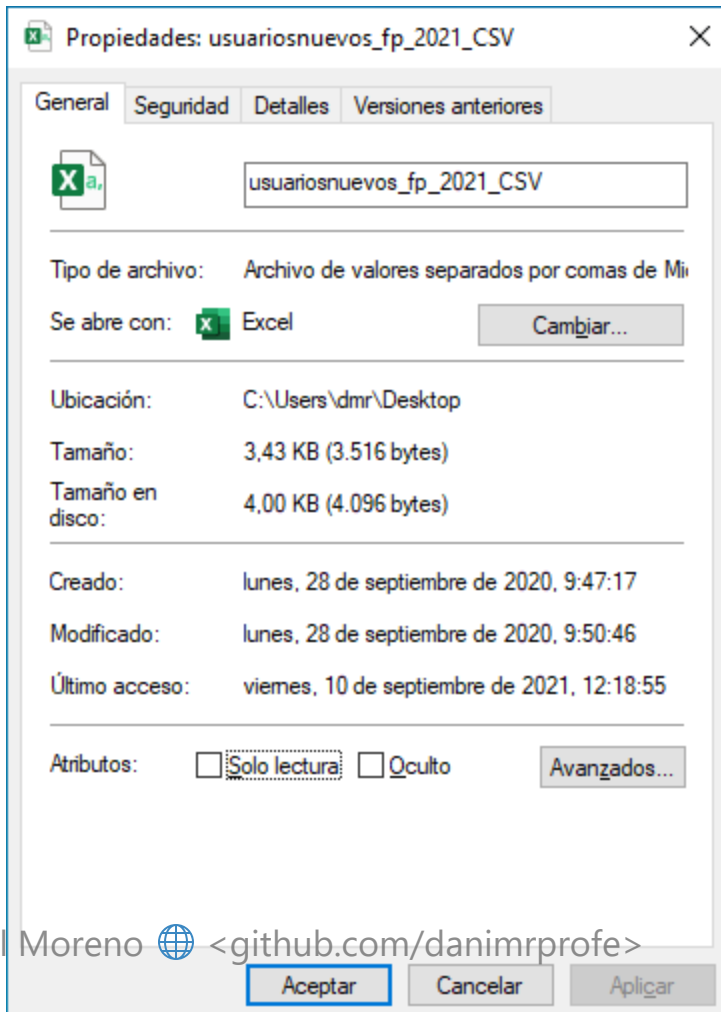 Propiedades: usuariosnuevos_fp_2021_CSV
General Seguridad Detalles Versiones anteriores
usuariosnuevos_fp_2021_CSV
Tipo de archivo: Archivo de valores separados por comas de
Se abre con: Excel Cambiar...
Ubicación: C:\Users\dmr\Desktop
Tamaño: 3,43 KB (3.516 bytes)
Tamaño en
disco: 4,00 KB (4.096 bytes)
Creado: lunes, 28 de septiembre de 2020, 9:47:17
Modificado: lunes, 28 de septiembre de 2020, 9:50:46
Último acceso: viernes, 10 de septiembre de 2021, 12:18:55
Atributos: Solo lectura Oculto Avanzados...
Moreno <github.com/danimrprofe>
Aceptar Cancelar Aplicar